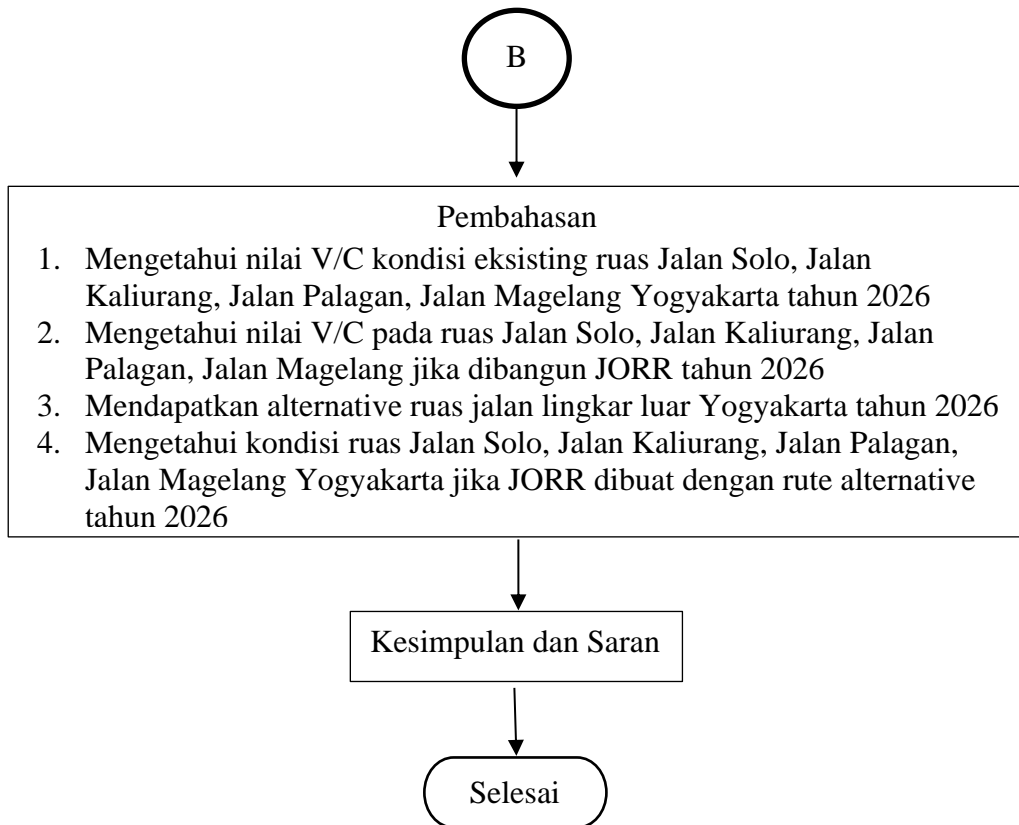 B
Pembahasan
1. Mengetahui nilai V/C kondisi eksisting ruas Jalan Solo, Jalan
Kaliurang, Jalan Palagan, Jalan Magelang Yogyakarta tahun 2026
2. Mengetahui nilai V/C pada ruas Jalan Solo, Jalan Kaliurang, Jalan
Palagan, Jalan Magelang jika dibangun JORR tahun 2026
3. Mendapatkan alternative ruas jalan lingkar luar Yogyakarta tahun 2026
4. Mengetahui kondisi ruas Jalan Solo, Jalan Kaliurang, Jalan Palagan,
Jalan Magelang Yogyakarta jika JORR dibuat dengan rute alternative
tahun 2026
Kesimpulan dan Saran
Selesai